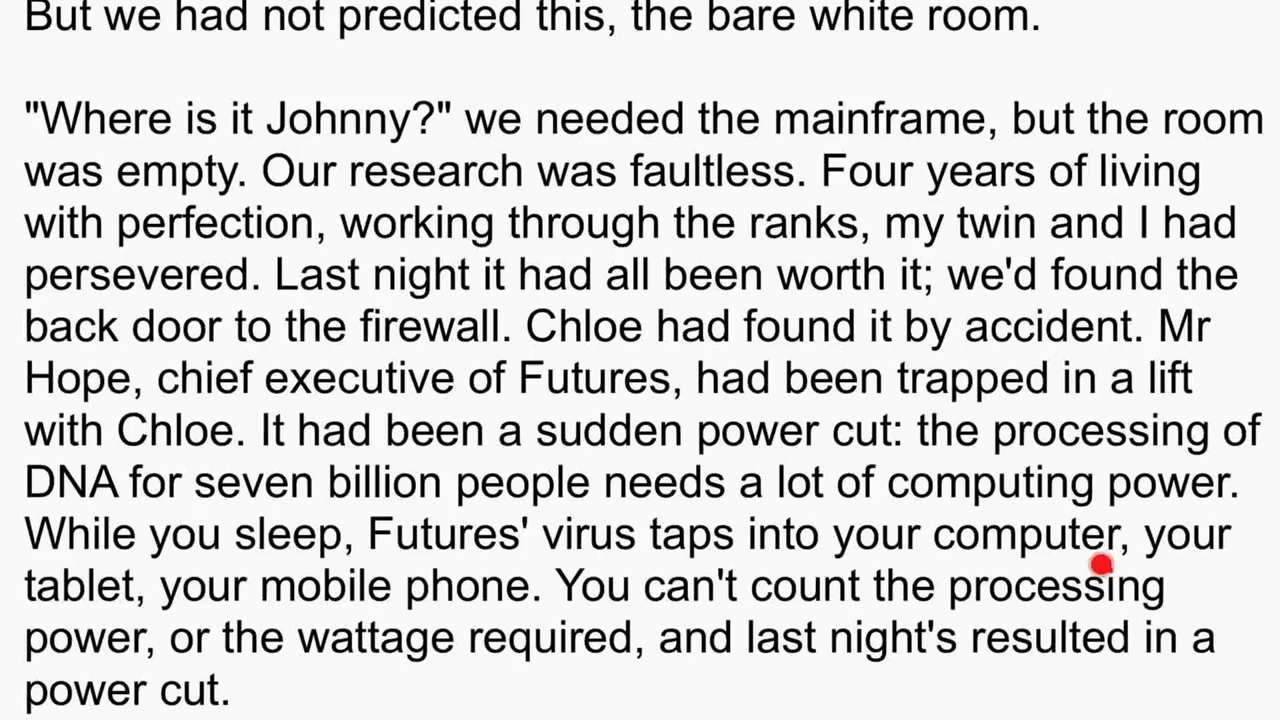 But we had not predicted this, the bare white room.
"Where is it Johnny?" we needed the mainframe, but the room
was empty. Our research was faultless. Four years of living
with perfection, working through the ranks, my twin and I had
persevered. Last night it had all been worth it; we'd found the
back door to the firewall. Chloe had found it by accident. Mr
Hope, chief executive of Futures, had been trapped in a lift
with Chloe. It had been a sudden power cut: the processing of
DNA for seven billion people needs a lot of computing power.
While you sleep, Futures' virus taps into your computer, your
tablet, your mobile phone. You can't count the processing
power, or the wattage required, and last night's resulted in a
power cut.